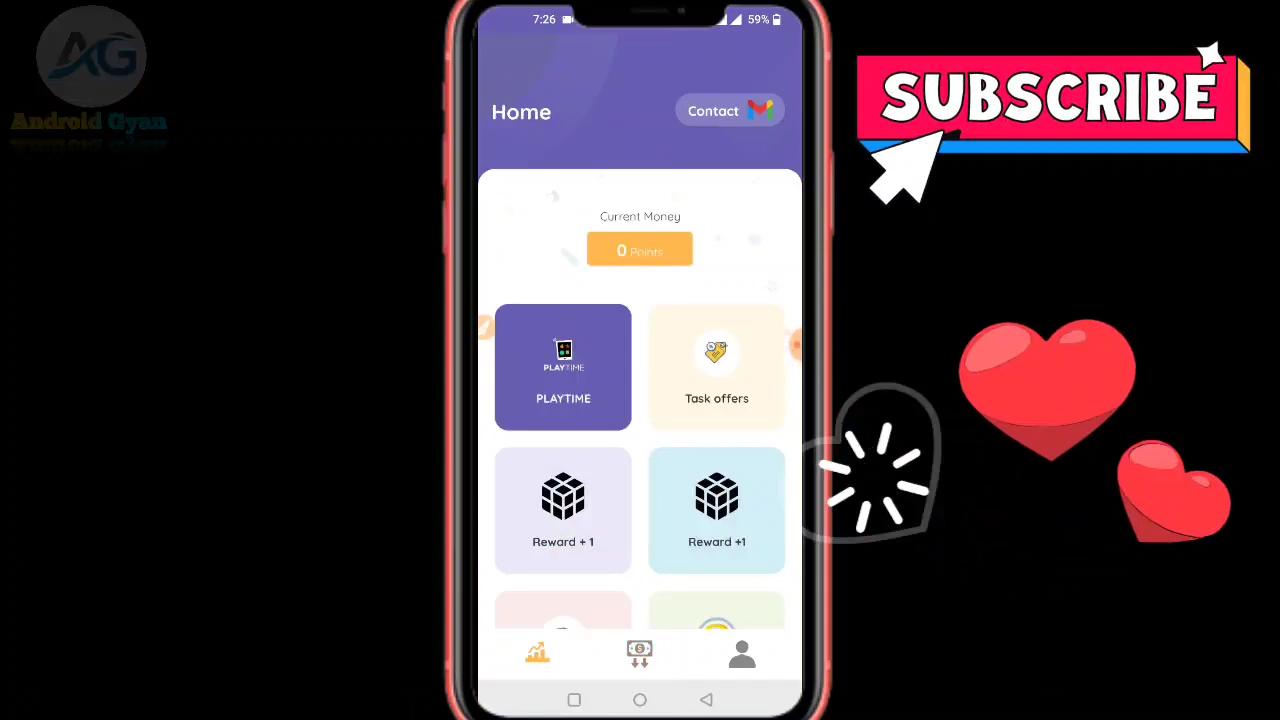 AG
Android Gyan
7:26
59%
Home
Contact
SUBSCRIBE
Current Money
0 Points
PLAYTIME
PLAYTIME
Task offers
Reward + 1
Reward +1